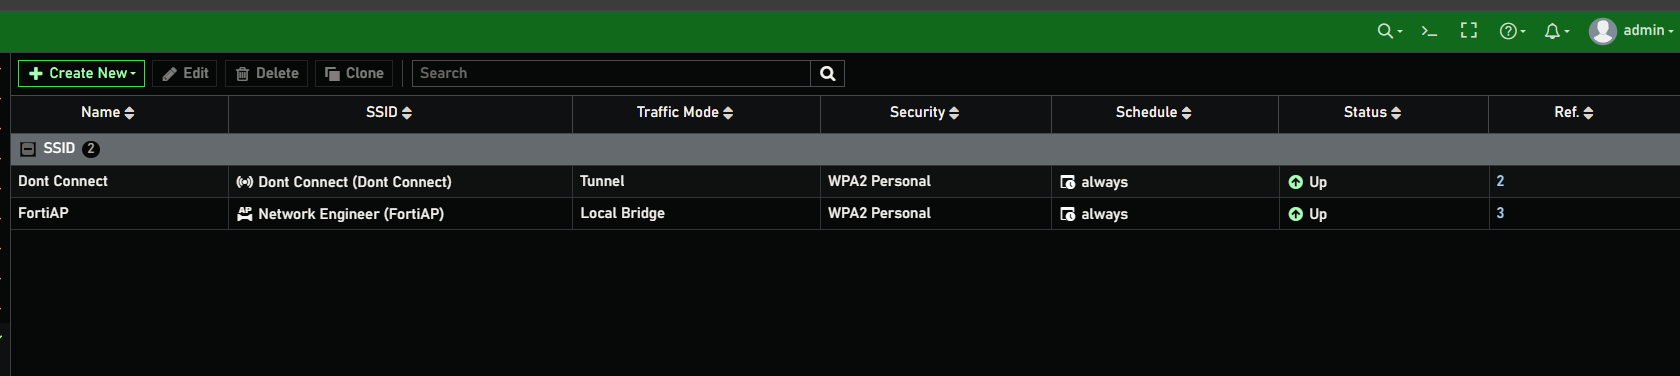 admin
Create New Edit Delete Clone Search
Name SSID Traffic Mode Security Schedule Status Ref.
SSID 2
Dont Connect Dont Connect (Dont Connect) Tunnel WPA2 Personal always Up 2
FortiAP AP Network Engineer (FortiAP) Local Bridge WPA2 Personal always Up 3